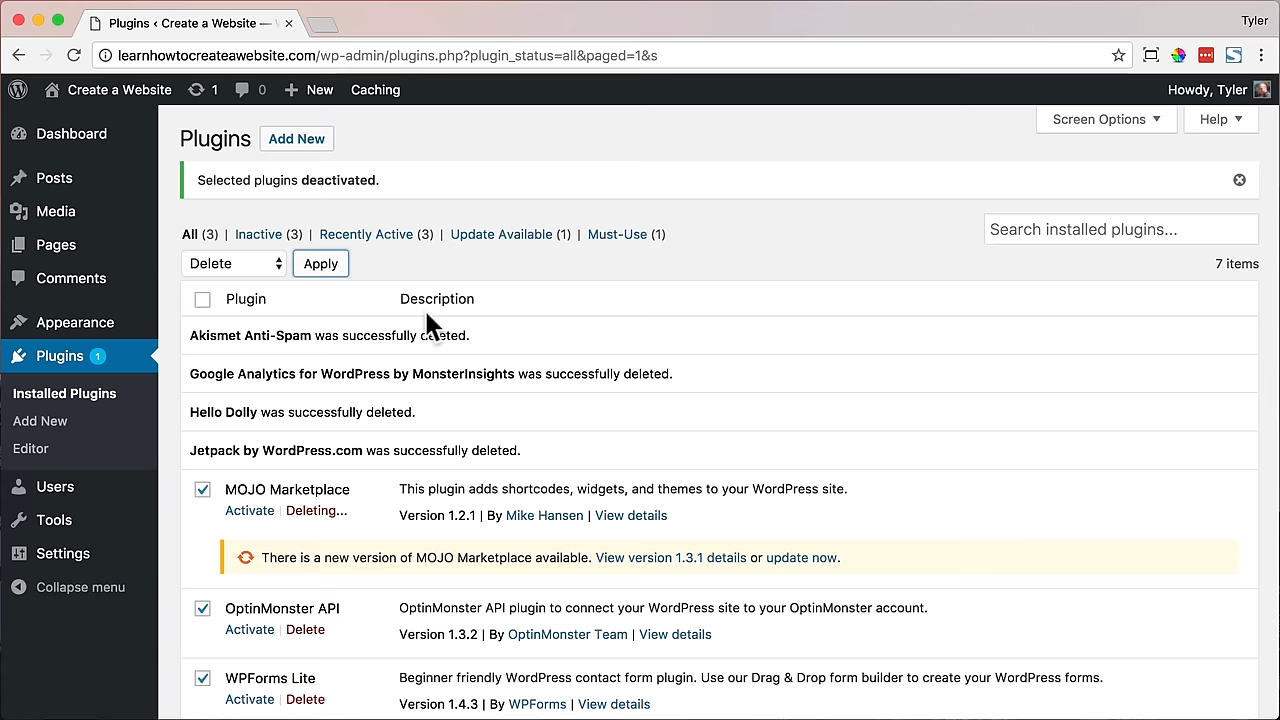 Plugins ‹ Create a Website —
Tyler
learnhowtocreateawebsite.com/wp-admin/plugins.php?plugin_status=all&paged=1&s
Create a Website 1 0 New Caching Howdy, Tyler
Dashboard
Posts
Media
Pages
Comments
Appearance
Plugins 1
Installed Plugins
Add New
Editor
Users
Tools
Settings
Collapse menu
Screen Options Help
Plugins Add New
Selected plugins deactivated.
All (3) | Inactive (3) | Recently Active (3) | Update Available (1) | Must-Use (1)
Search installed plugins...
Delete Apply
7 items
Plugin Description
Akismet Anti-Spam was successfully deleted.
Google Analytics for WordPress by MonsterInsights was successfully deleted.
Hello Dolly was successfully deleted.
Jetpack by WordPress.com was successfully deleted.
MOJO Marketplace This plugin adds shortcodes, widgets, and themes to your WordPress site.
Activate | Deleting... Version 1.2.1 | By Mike Hansen | View details
There is a new version of MOJO Marketplace available. View version 1.3.1 details or update now.
OptinMonster API OptinMonster API plugin to connect your WordPress site to your OptinMonster account.
Activate | Delete Version 1.3.2 | By OptinMonster Team | View details
WPForms Lite Beginner friendly WordPress contact form plugin. Use our Drag & Drop form builder to create your WordPress forms.
Activate | Delete Version 1.4.3 | By WPForms | View details